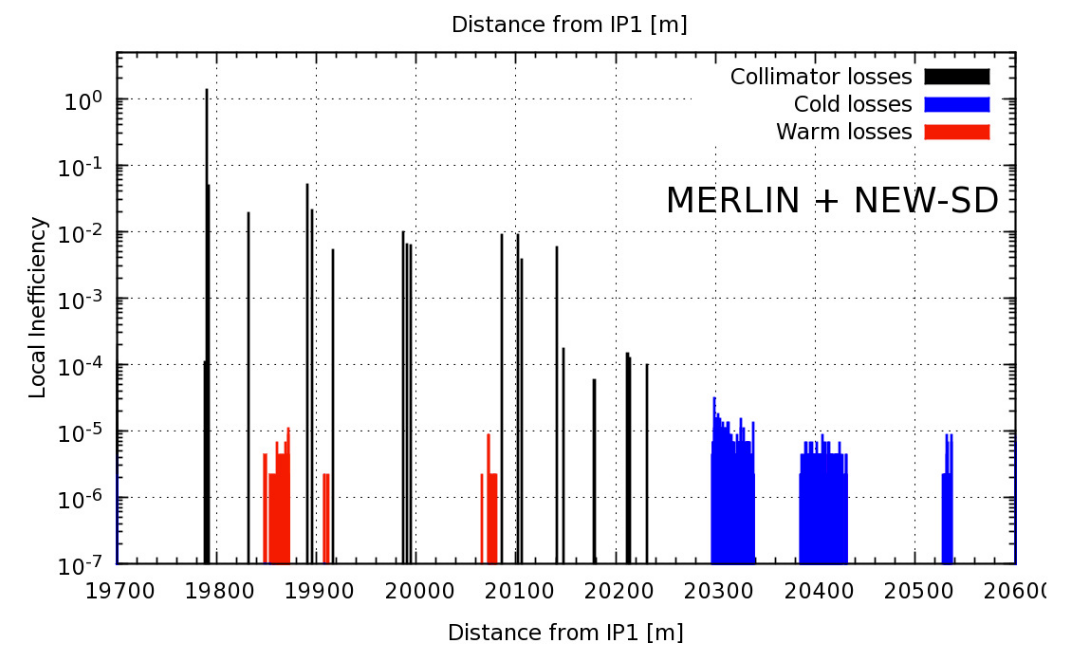 Distance from IP1 [m]
Collimator losses
Cold losses
Warm losses
MERLIN + NEW-SD
Local Inefficiency
10⁰
10⁻¹
10⁻²
10⁻³
10⁻⁴
10⁻⁵
10⁻⁶
10⁻⁷
19700 19800 19900 20000 20100 20200 20300 20400 20500 2060
Distance from IP1 [m]